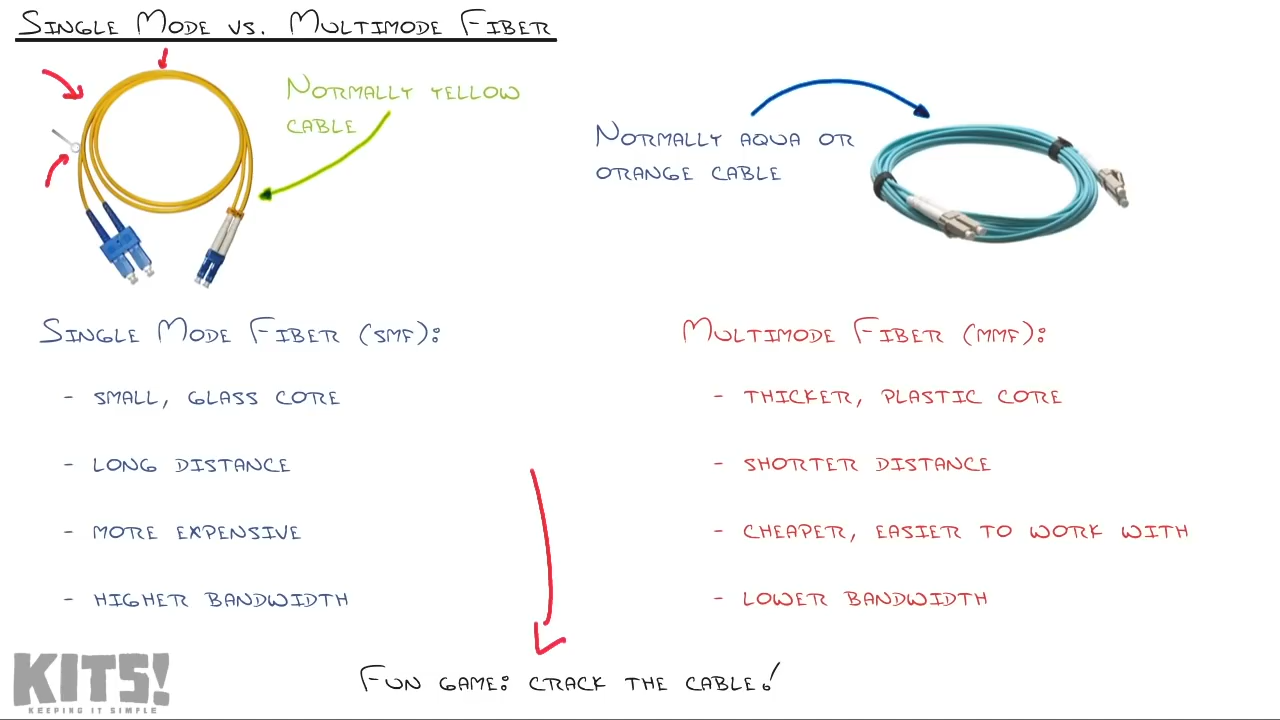 Single Mode vs. Multimode Fiber
Normally yellow
cable
Normally aqua or
orange cable
Single Mode Fiber (SMF):
- small, glass core
- long distance
- more expensive
- higher bandwidth
Multimode Fiber (MMF):
- thicker, plastic core
- shorter distance
- cheaper, easier to work with
- lower bandwidth
Fun game: crack the cable!
KITS!
KEEPING IT SIMPLE